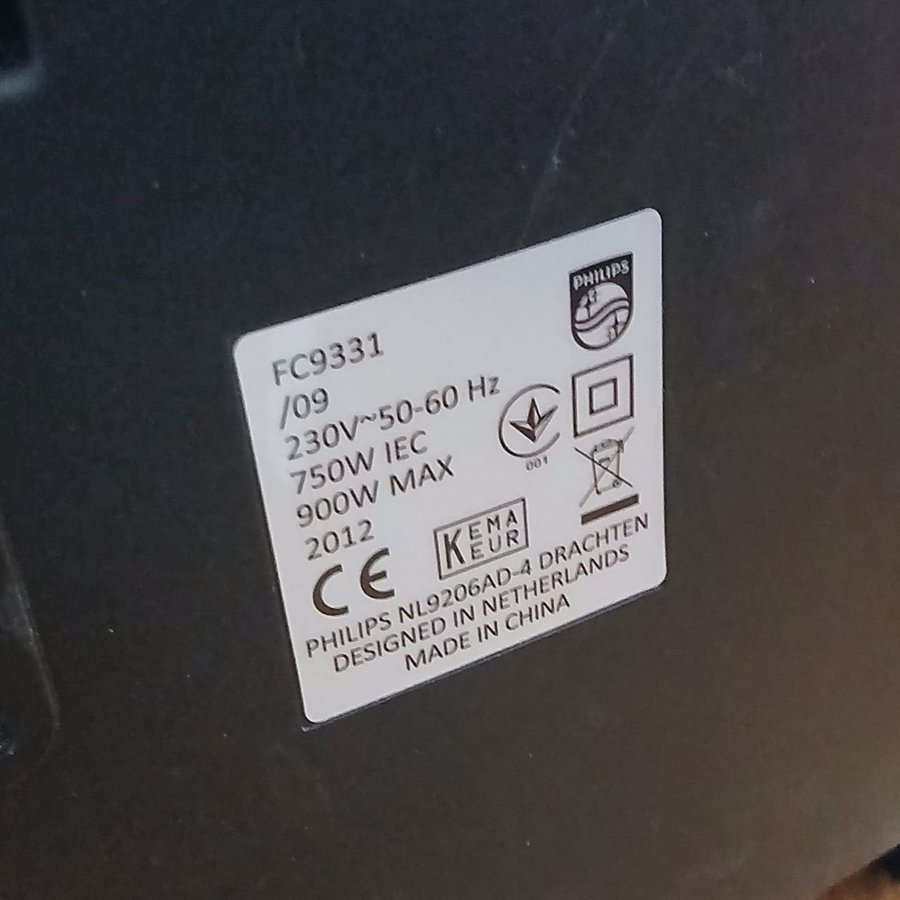 PHILIPS
FC9331
/09
230V~50-60 Hz
750W IEC
900W MAX
2012
001
CE
KEMA
EUR
PHILIPS NL9206AD-4 DRACHTEN
DESIGNED IN NETHERLANDS
MADE IN CHINA